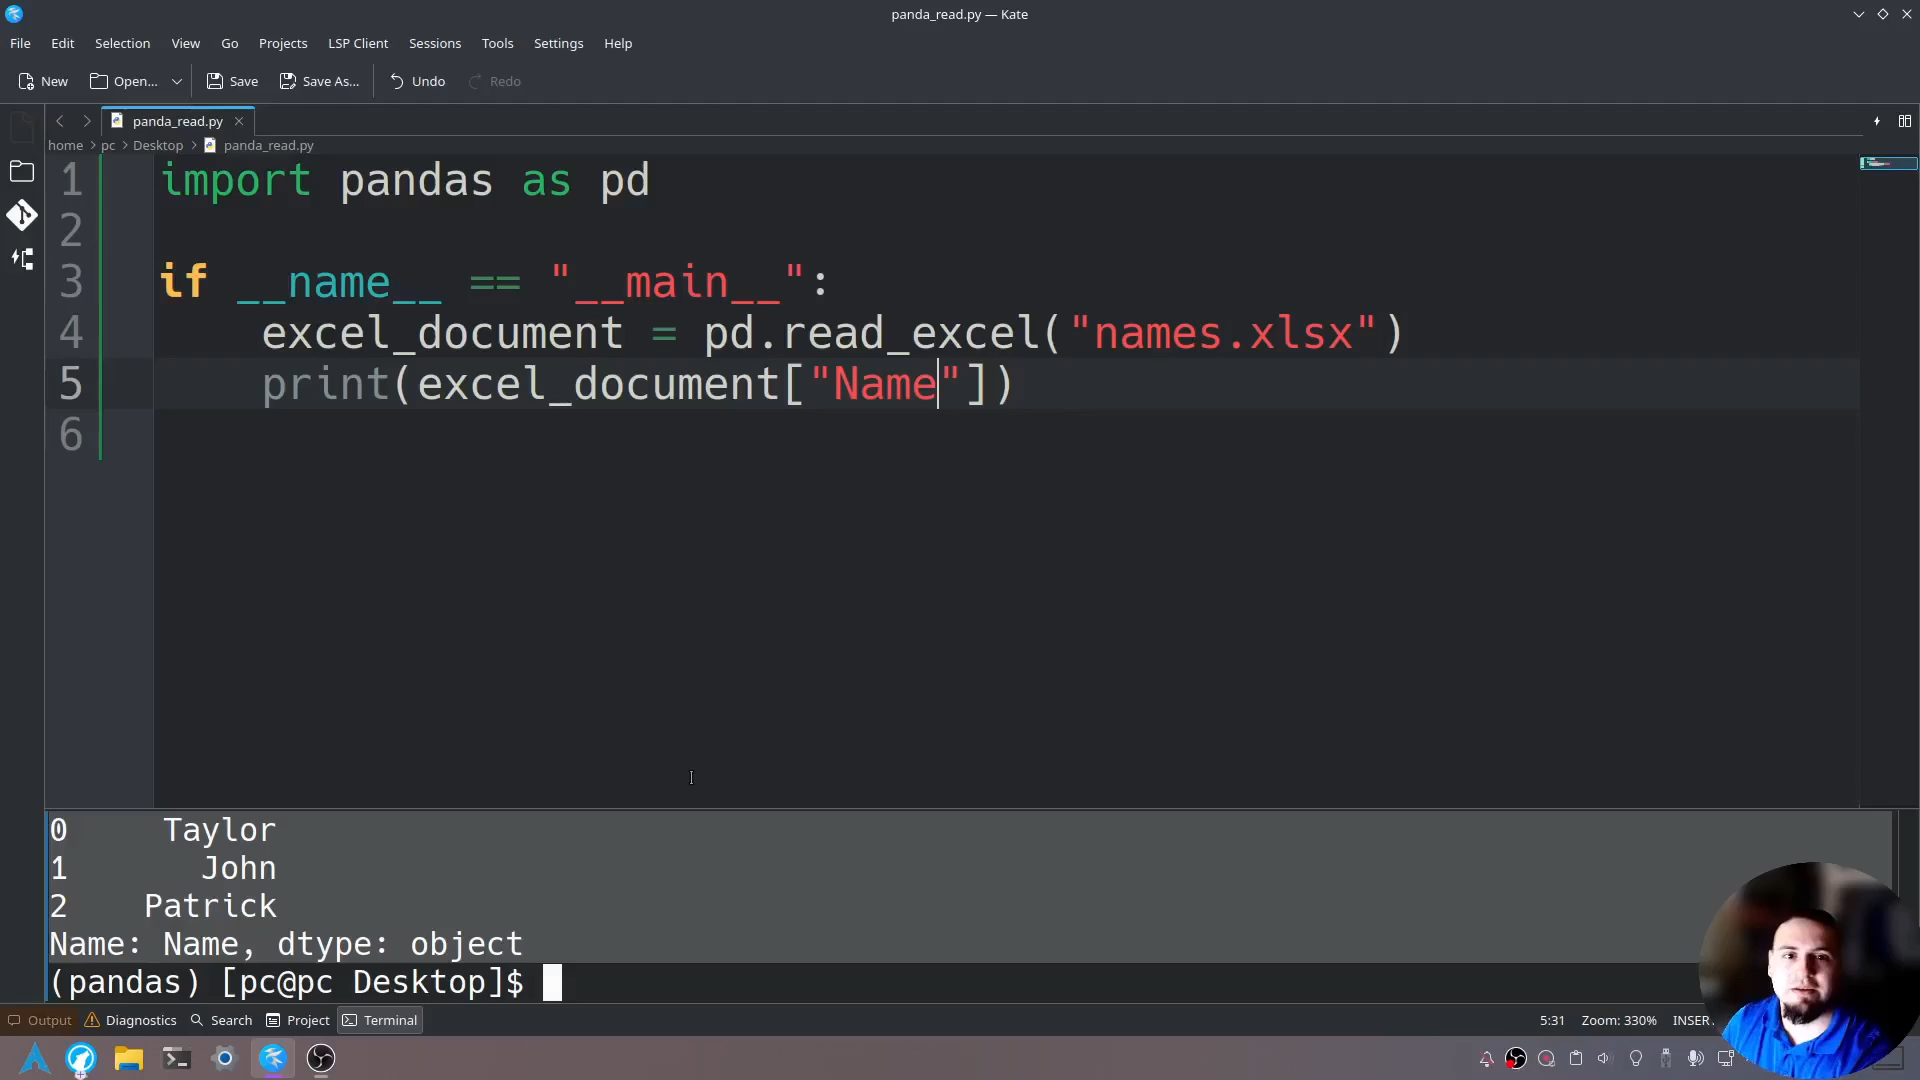 panda_read.py — Kate
File Edit Selection View Go Projects LSP Client Sessions Tools Settings Help
New Open... Save Save As... Undo Redo
panda_read.py
home > pc > Desktop > panda_read.py
1 import pandas as pd
2
3 if __name__ == "__main__":
4 excel_document = pd.read_excel("names.xlsx")
5 print(excel_document["Name"])
6
0 Taylor
1 John
2 Patrick
Name: Name, dtype: object
(pandas) [pc@pc Desktop]$
Output Diagnostics Search Project Terminal 5:31 Zoom: 330% INSER